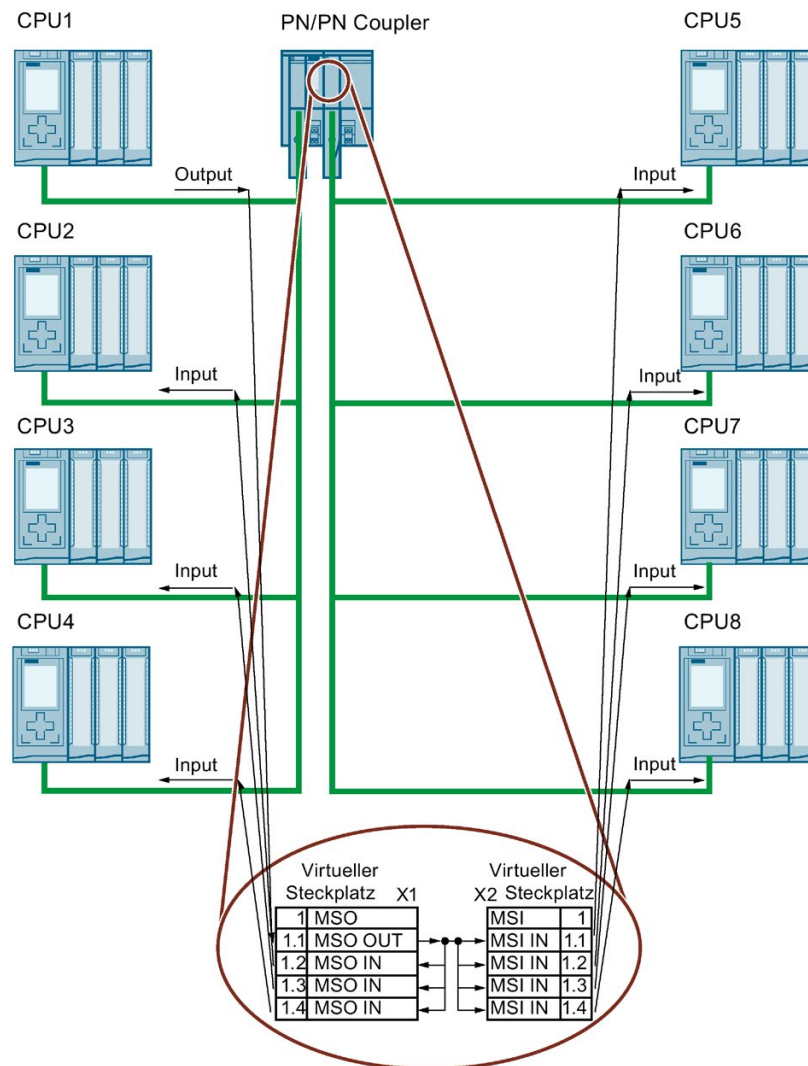 CPU1
PN/PN Coupler
CPU5
Output
Input
CPU2
CPU6
Input
Input
CPU3
CPU7
Input
Input
CPU4
CPU8
Input
Input
Virtueller
Steckplatz X1
Virtueller
X2 Steckplatz
1 MSO
MSI 1
1.1 MSO OUT
MSI IN 1.1
1.2 MSO IN
MSI IN 1.2
1.3 MSO IN
MSI IN 1.3
1.4 MSO IN
MSI IN 1.4